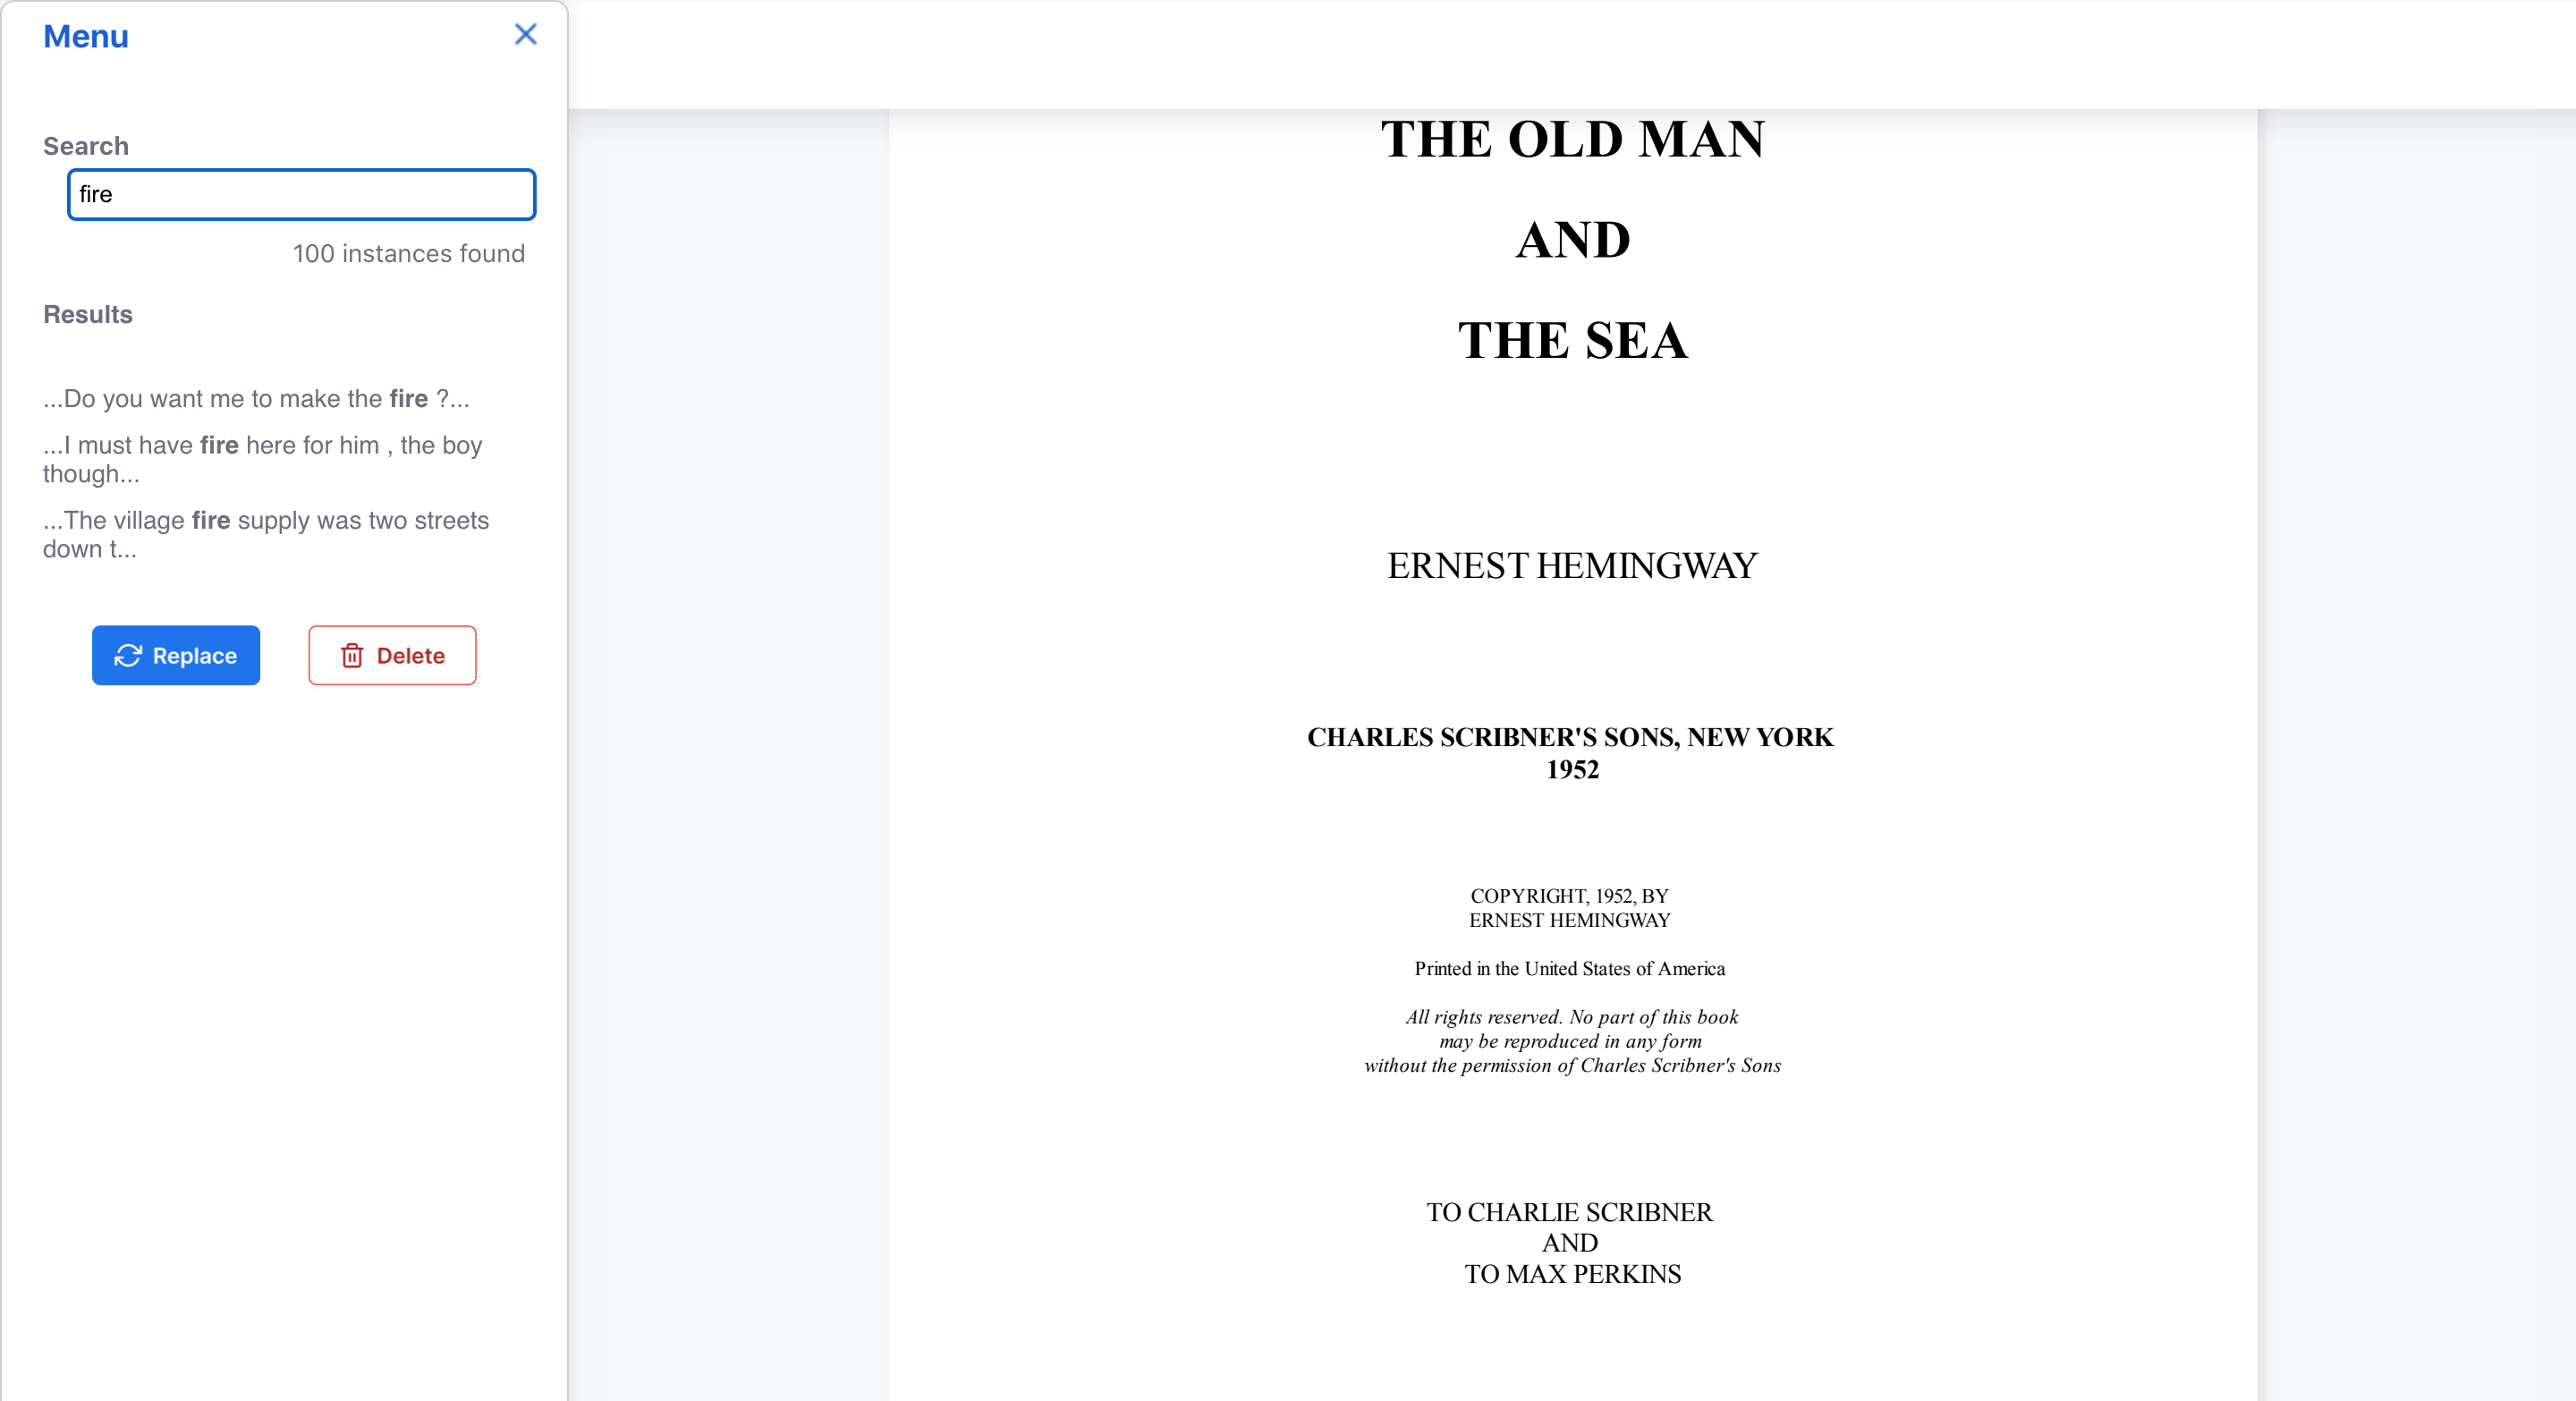 Menu
Search
fire
100 instances found
Results
...Do you want me to make the fire ?...
...I must have fire here for him , the boy
though...
...The village fire supply was two streets
down t...
Replace
Delete
THE OLD MAN
AND
THE SEA
ERNEST HEMINGWAY
CHARLES SCRIBNER'S SONS, NEW YORK
1952
COPYRIGHT, 1952, BY
ERNEST HEMINGWAY
Printed in the United States of America
All rights reserved. No part of this book
may be reproduced in any form
without the permission of Charles Scribner's Sons
TO CHARLIE SCRIBNER
AND
TO MAX PERKINS